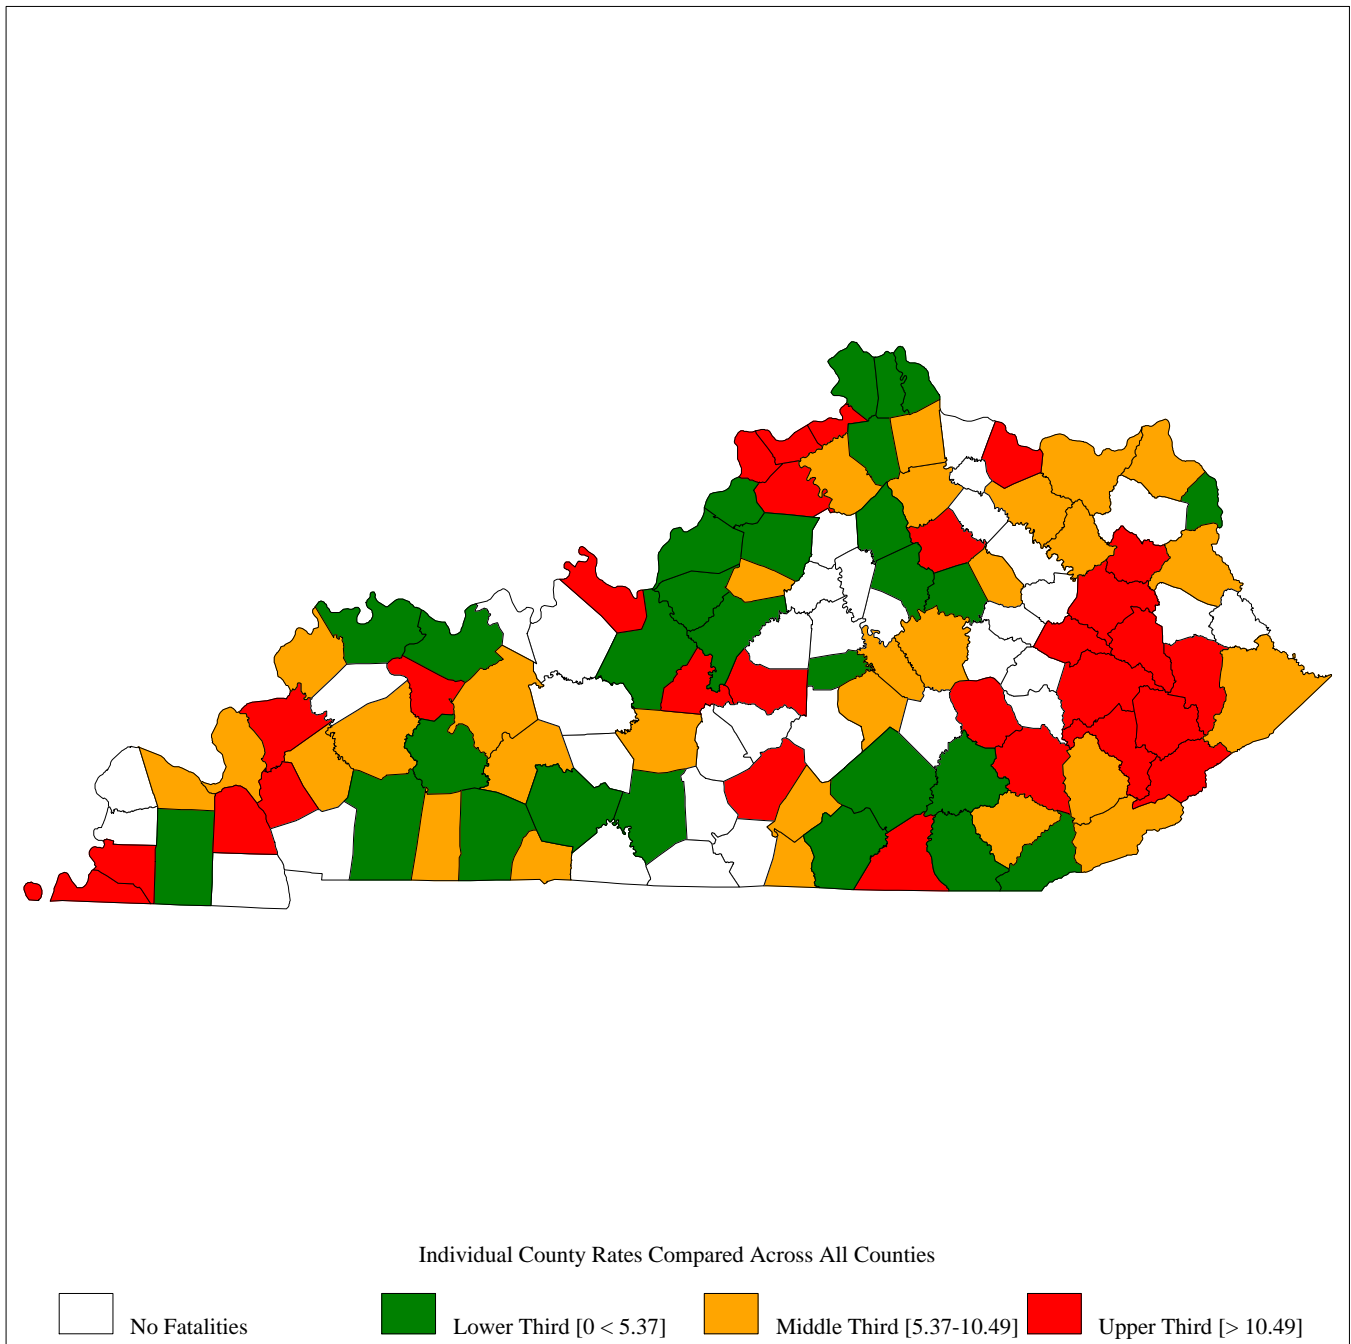 Individual County Rates Compared Across All Counties
No Fatalities Lower Third [0 < 5.37] Middle Third [5.37-10.49] Upper Third [> 10.49]